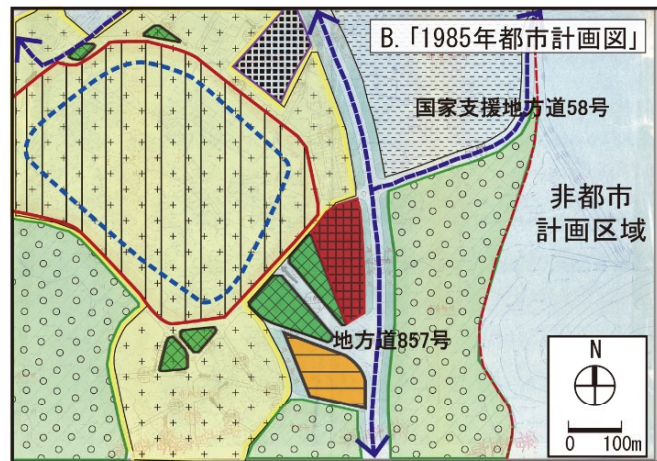 B.「1985年都市計画図」
国家支援地方道58号
非都市
計画区域
地方道857号
N
0 100m